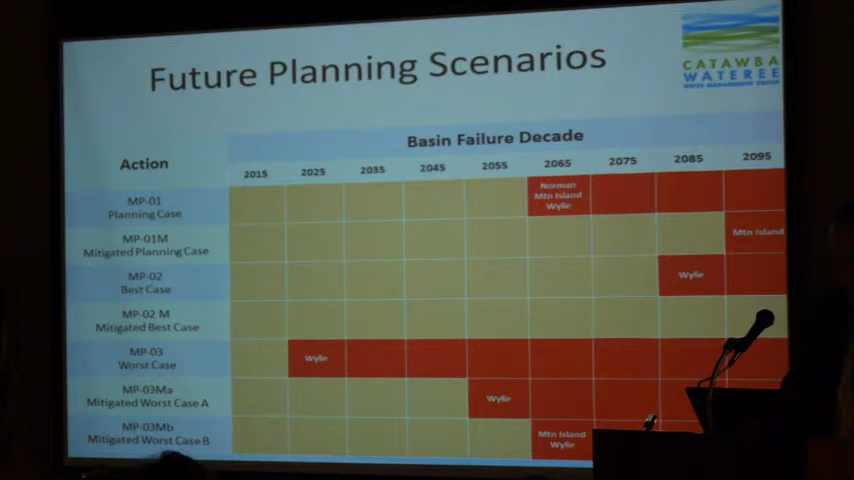 Future Planning Scenarios
CATAWBA
WATEREE
WATER MANAGEMENT GROUP
Basin Failure Decade
Action
2015 2025 2035 2045 2055 2065 2075 2085 2095
MP-01
Planning Case
Norman
Mtn Island
Wylie
MP-01M
Mitigated Planning Case
Mtn Island
MP-02
Best Case
Wylie
MP-02 M
Mitigated Best Case
MP-03
Worst Case
Wylie
MP-03Ma
Mitigated Worst Case A
Wylie
MP-03Mb
Mitigated Worst Case B
Mtn Island
Wylie